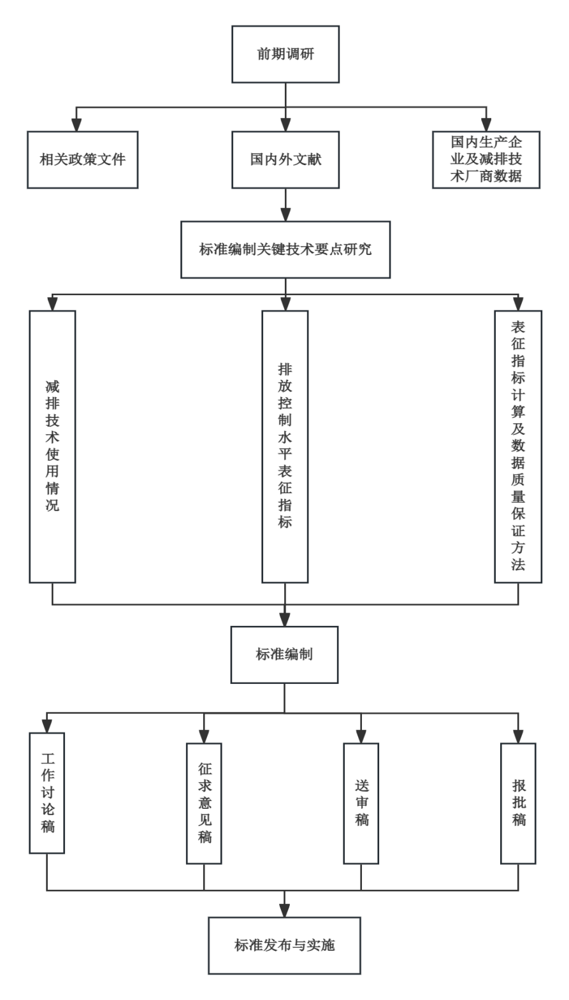 前期调研
相关政策文件
国内外文献
国内生产企
业及减排技
术厂商数据
标准编制关键技术要点研究
减排技术使用情况
排放控制水平表征指标
表征指标计算及数据质量保证方法
标准编制
工作讨论稿
征求意见稿
送审稿
报批稿
标准发布与实施